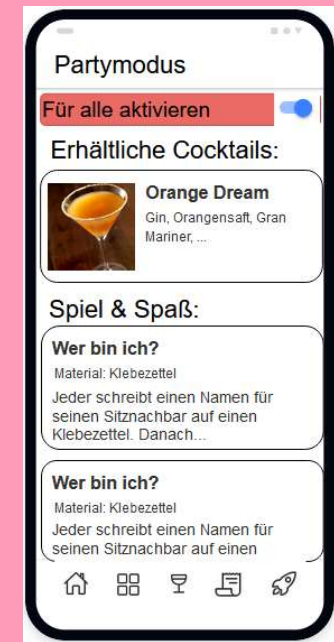 Partymodus
Für alle aktivieren
Erhältliche Cocktails:
Orange Dream
Gin, Orangensaft, Gran
Mariner, ...
Spiel & Spaß:
Wer bin ich?
Material: Klebezettel
Jeder schreibt einen Namen für
seinen Sitznachbar auf einen
Klebezettel. Danach...
Wer bin ich?
Material: Klebezettel
Jeder schreibt einen Namen für
seinen Sitznachbar auf einen